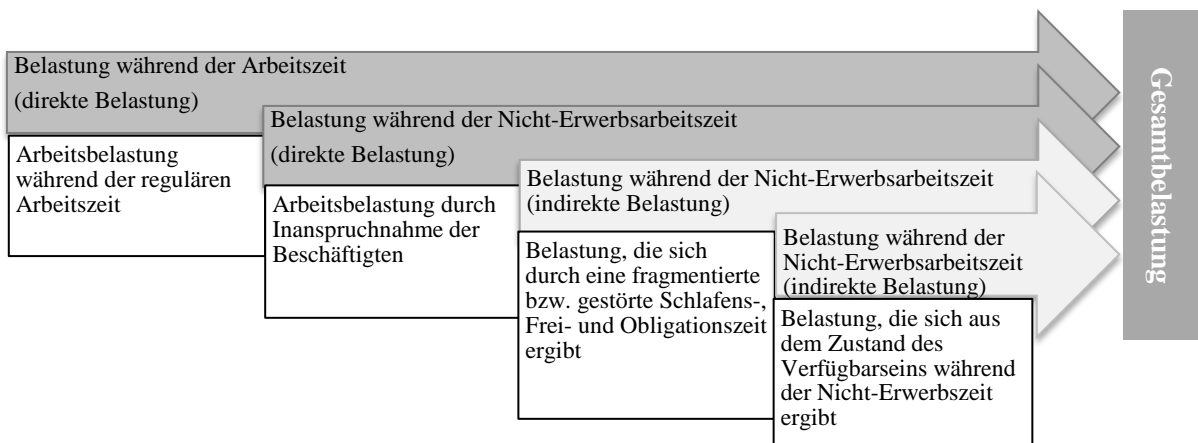 Belastung während der Arbeitszeit
(direkte Belastung)
Arbeitsbelastung
während der regulären
Arbeitszeit
Belastung während der Nicht-Erwerbsarbeitszeit
(direkte Belastung)
Arbeitsbelastung durch
Inanspruchnahme der
Beschäftigten
Belastung während der Nicht-Erwerbsarbeitszeit
(indirekte Belastung)
Belastung, die sich
durch eine fragmentierte
bzw. gestörte Schlafens-,
Frei- und Obligationszeit
ergibt
Belastung während der
Nicht-Erwerbsarbeitszeit
(indirekte Belastung)
Belastung, die sich aus
dem Zustand des
Verfügbarseins während
der Nicht-Erwerbszeit
ergibt
Gesamtbelastung